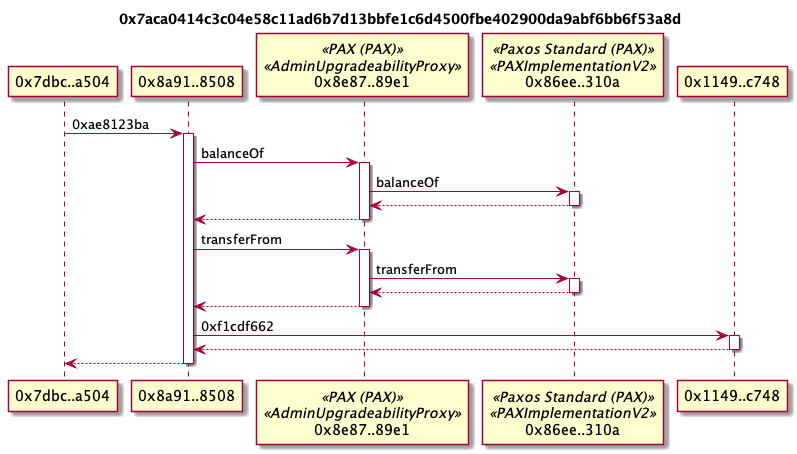 0x7aca0414c3c04e58c11ad6b7d13bbfe1c6d4500fbe402900da9abf6bb6f53a8d
0x7dbc..a504
0x8a91..8508
«PAX (PAX)»
«AdminUpgradeabilityProxy»
0x8e87..89e1
«Paxos Standard (PAX)»
«PAXImplementationV2»
0x86ee..310a
0x1149..c748
0xae8123ba
balanceOf
balanceOf
transferFrom
transferFrom
0xf1cdf662
0x7dbc..a504
0x8a91..8508
«PAX (PAX)»
«AdminUpgradeabilityProxy»
0x8e87..89e1
«Paxos Standard (PAX)»
«PAXImplementationV2»
0x86ee..310a
0x1149..c748